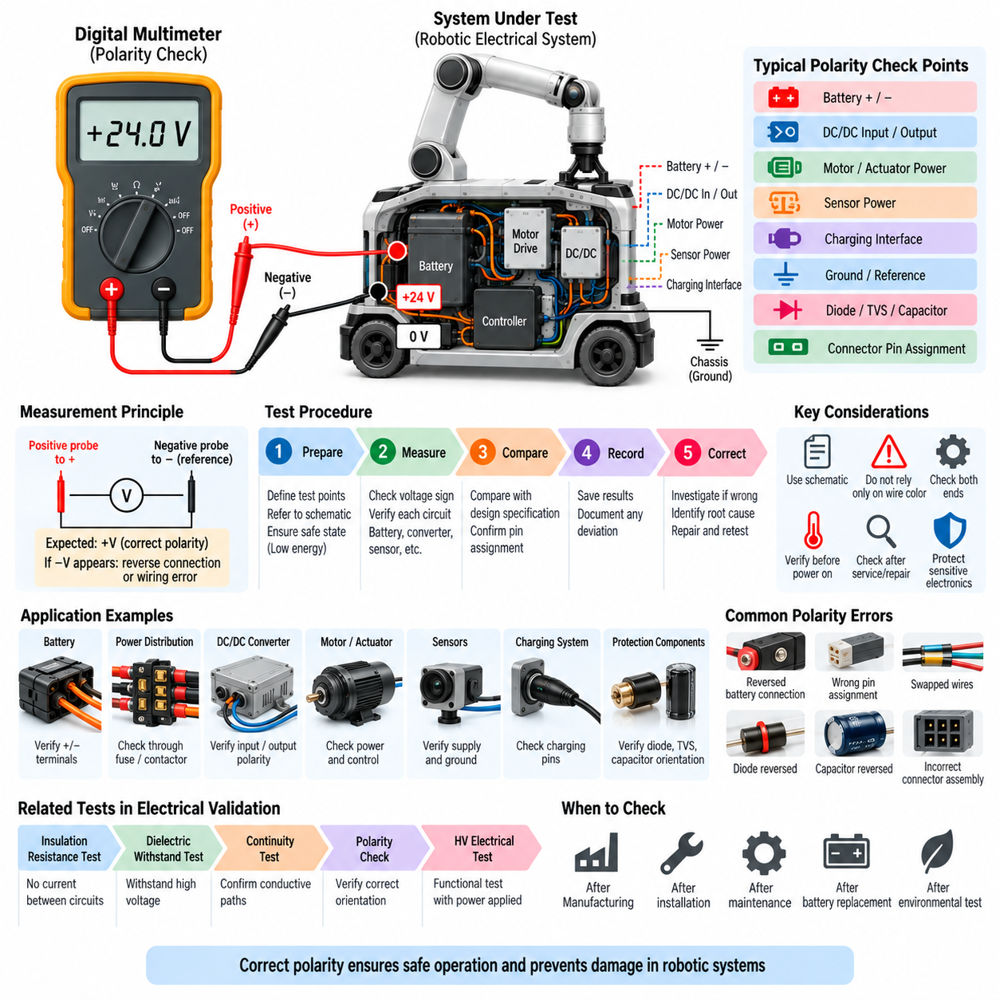 Digital Multimeter
(Polarity Check)
+24.0 V
Ω
V
OFF
OFF
OFF
+
−
Positive
(+)
Negative
(−)
System Under Test
(Robotic Electrical System)
Battery
Motor
Drive
DC/DC
Controller
+24 V
0 V
Battery + / −
DC/DC In / Out
Motor Power
Sensor Power
Charging Interface
Chassis
(Ground)
Typical Polarity Check Points
Battery + / −
DC/DC Input / Output
Motor / Actuator Power
Sensor Power
Charging Interface
Ground / Reference
Diode / TVS / Capacitor
Connector Pin Assignment
Measurement Principle
Positive probe
to +
Negative probe
to − (reference)
V
Expected: +V (correct polarity)
If −V appears: reverse connection
or wiring error
Test Procedure
1 Prepare
Define test points
Refer to schematic
Ensure safe state
(Low energy)
2 Measure
Check voltage sign
Verify each circuit
Battery, converter,
sensor, etc.
3 Compare
Compare with
design specification
Confirm pin
assignment
4 Record
Save results
Document any
deviation
5 Correct
Investigate if wrong
Identify root cause
Repair and retest
Key Considerations
Use schematic
Do not rely
only on wire color
Check both
ends
Verify before
power on
Check after
service/repair
Protect
sensitive
electronics
Application Examples
Battery
Verify +/−
terminals
Power Distribution
Check through
fuse / contactor
DC/DC Converter
Verify input / output
polarity
Motor / Actuator
Check power
and control
Sensors
Verify supply
and ground
Charging System
Check charging
pins
Protection Components
Verify diode, TVS,
capacitor orientation
Common Polarity Errors
Reversed
battery connection
Wrong pin
assignment
Swapped wires
Diode reversed
Capacitor reversed
Incorrect
connector assembly
Related Tests in Electrical Validation
Insulation
Resistance Test
No current
between circuits
Dielectric
Withstand Test
Withstand high
voltage
Continuity
Test
Confirm conductive
paths
Polarity
Check
Verify correct
orientation
HV Electrical
Test
Functional test
with power applied
When to Check
After
Manufacturing
After
installation
After
maintenance
After
battery replacement
After
environmental test
Correct polarity ensures safe operation and prevents damage in robotic systems